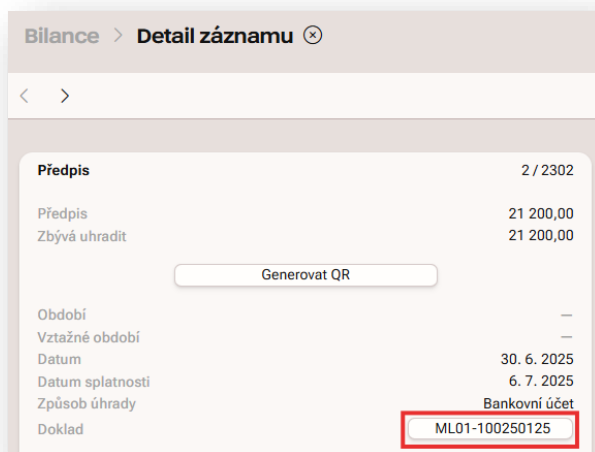 Bilance > Detail záznamu
Předpis 2 / 2302
Předpis 21 200,00
Zbývá uhradit 21 200,00
Generovat QR
Období —
Vztažné období —
Datum 30. 6. 2025
Datum splatnosti 6. 7. 2025
Způsob úhrady Bankovní účet
Doklad ML01-100250125